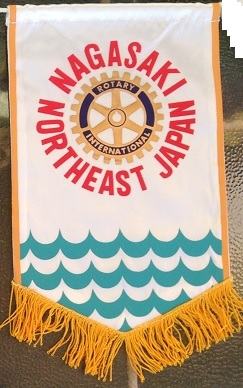 NAGASAKI
NORTHEAST JAPAN
ROTARY
INTERNATIONAL